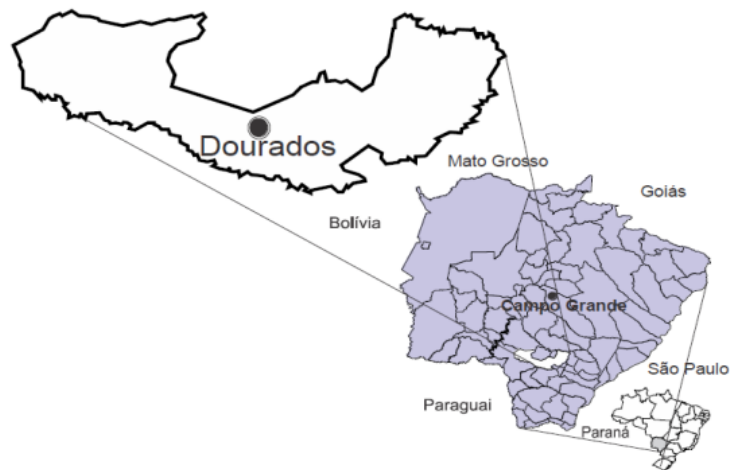 Dourados
Mato Grosso
Goiás
Bolívia
Campo Grande
São Paulo
Paraguai
Paraná